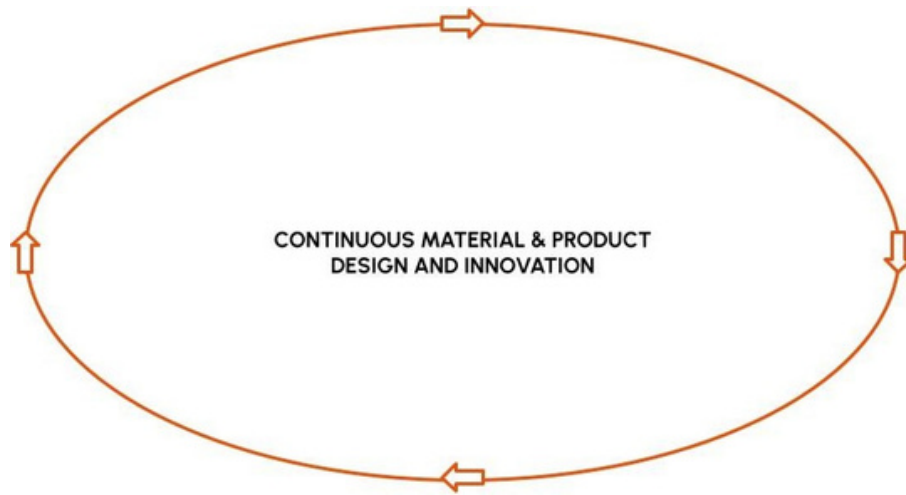 CONTINUOUS MATERIAL & PRODUCT
DESIGN AND INNOVATION